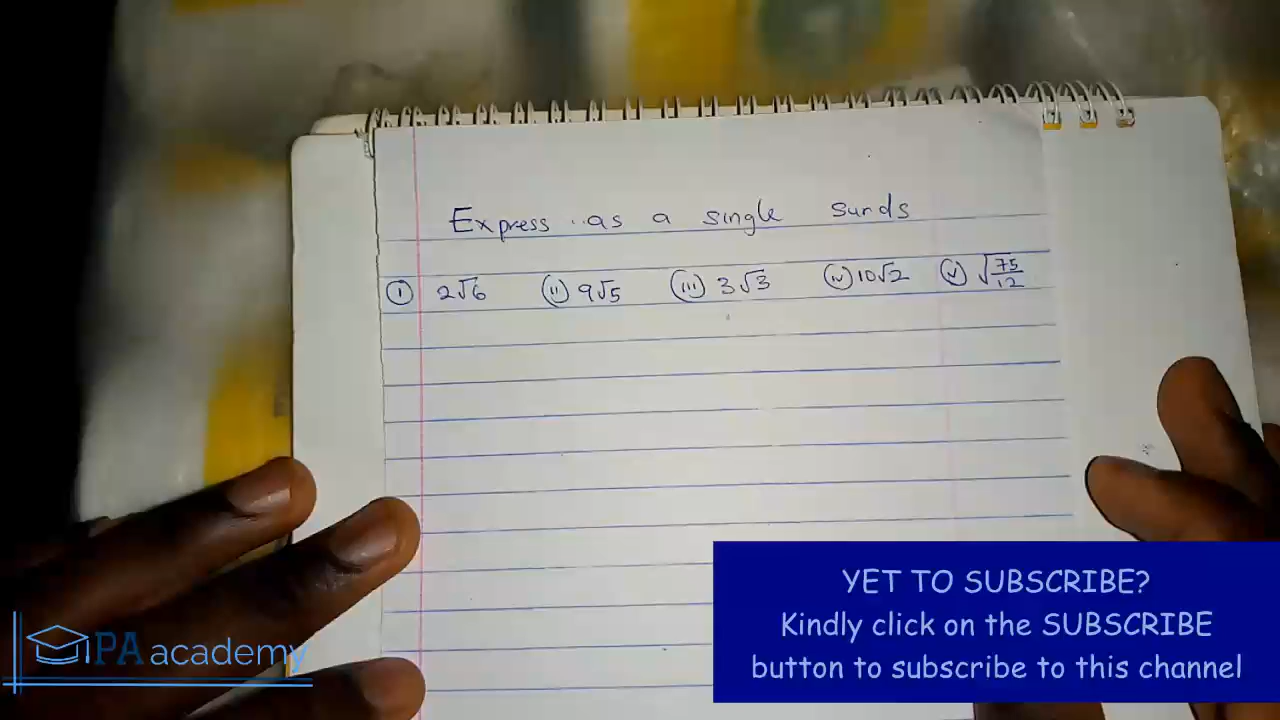 Express as a single surds
(i) 2√6 (ii) 9√5 (iii) 3√3 (iv) 10√2 (v) √75/12
YET TO SUBSCRIBE?
Kindly click on the SUBSCRIBE
button to subscribe to this channel
PA academy